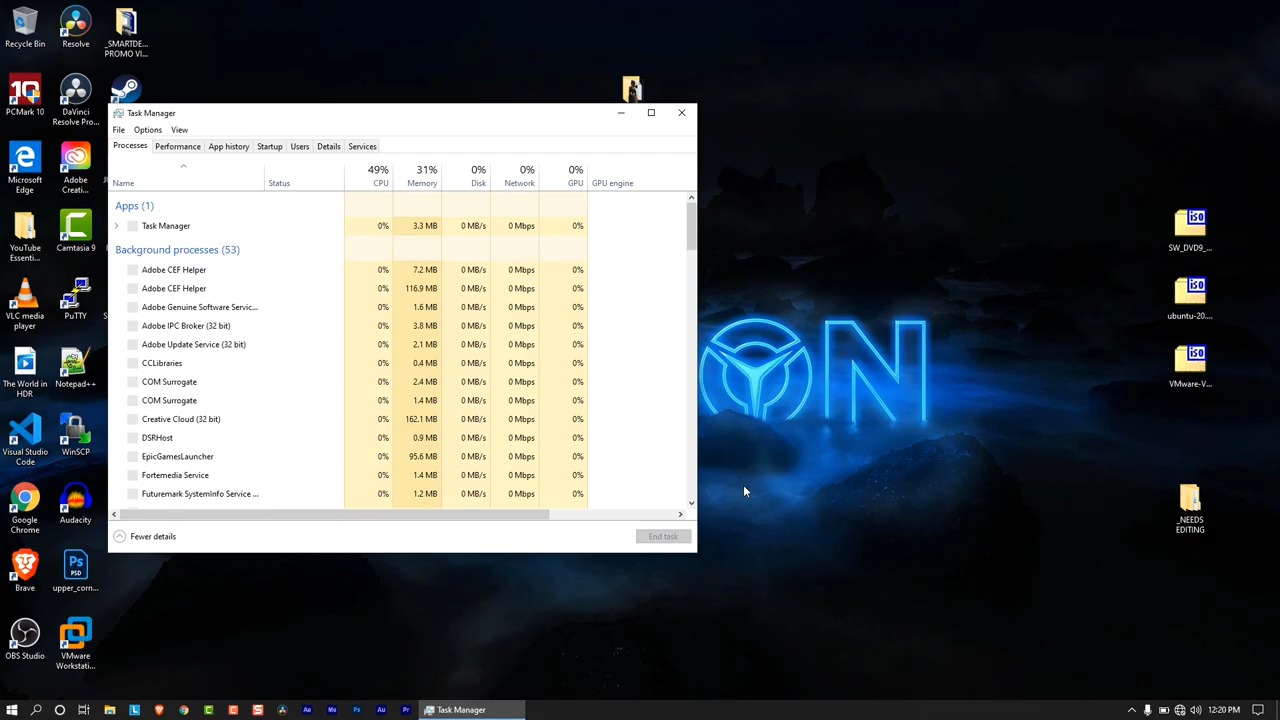 Recycle Bin
Resolve
_SMARTDE...
PROMO VI...
PCMark 10
DaVinci
Resolve Pro...
Microsoft
Edge
Adobe
Creati...
YouTube
Essenti...
Camtasia 9
VLC media
player
PuTTY
The World in
HDR
Notepad++
Visual Studio
Code
WinSCP
Google
Chrome
Audacity
Brave
PSD
upper_corn...
OBS Studio
VMware
Workstati...
Task Manager
File Options View
Processes Performance App history Startup Users Details Services
49% 31% 0% 0% 0%
Name Status CPU Memory Disk Network GPU GPU engine
Apps (1)
Task Manager 0% 3.3 MB 0 MB/s 0 Mbps 0%
Background processes (53)
Adobe CEF Helper 0% 7.2 MB 0 MB/s 0 Mbps 0%
Adobe CEF Helper 0% 116.9 MB 0 MB/s 0 Mbps 0%
Adobe Genuine Software Servic... 0% 1.6 MB 0 MB/s 0 Mbps 0%
Adobe IPC Broker (32 bit) 0% 3.8 MB 0 MB/s 0 Mbps 0%
Adobe Update Service (32 bit) 0% 2.1 MB 0 MB/s 0 Mbps 0%
CCLibraries 0% 0.4 MB 0 MB/s 0 Mbps 0%
COM Surrogate 0% 2.4 MB 0 MB/s 0 Mbps 0%
COM Surrogate 0% 1.4 MB 0 MB/s 0 Mbps 0%
Creative Cloud (32 bit) 0% 162.1 MB 0 MB/s 0 Mbps 0%
DSRHost 0% 0.9 MB 0 MB/s 0 Mbps 0%
EpicGamesLauncher 0% 95.6 MB 0 MB/s 0 Mbps 0%
Fortemedia Service 0% 1.4 MB 0 MB/s 0 Mbps 0%
Futuremark SystemInfo Service ... 0% 1.2 MB 0 MB/s 0 Mbps 0%
Fewer details
End task
ON
iso
SW_DVD9_...
iso
ubuntu-20....
iso
VMware-V...
_NEEDS
EDITING
Ae Me Ps Au Pr
Task Manager
12:20 PM